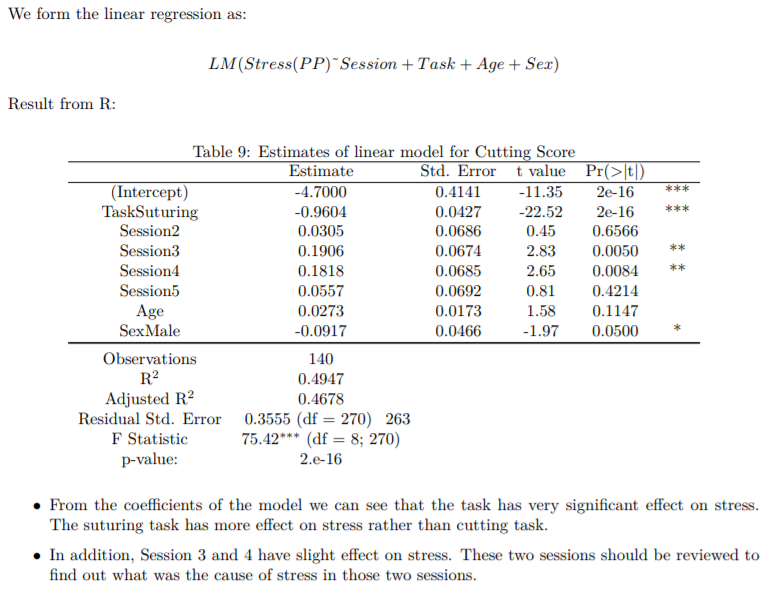 We form the linear regression as:
LM(Stress(PP)˜Session + Task + Age + Sex)
Result from R:
Table 9: Estimates of linear model for Cutting Score
Estimate Std. Error t value Pr(>|t|)
(Intercept) -4.7000 0.4141 -11.35 2e-16 ***
TaskSuturing -0.9604 0.0427 -22.52 2e-16 ***
Session2 0.0305 0.0686 0.45 0.6566
Session3 0.1906 0.0674 2.83 0.0050 **
Session4 0.1818 0.0685 2.65 0.0084 **
Session5 0.0557 0.0692 0.81 0.4214
Age 0.0273 0.0173 1.58 0.1147
SexMale -0.0917 0.0466 -1.97 0.0500 *
Observations 140
R² 0.4947
Adjusted R² 0.4678
Residual Std. Error 0.3555 (df = 270) 263
F Statistic 75.42*** (df = 8; 270)
p-value: 2.e-16
• From the coefficients of the model we can see that the task has very significant effect on stress.
The suturing task has more effect on stress rather than cutting task.
• In addition, Session 3 and 4 have slight effect on stress. These two sessions should be reviewed to
find out what was the cause of stress in those two sessions.